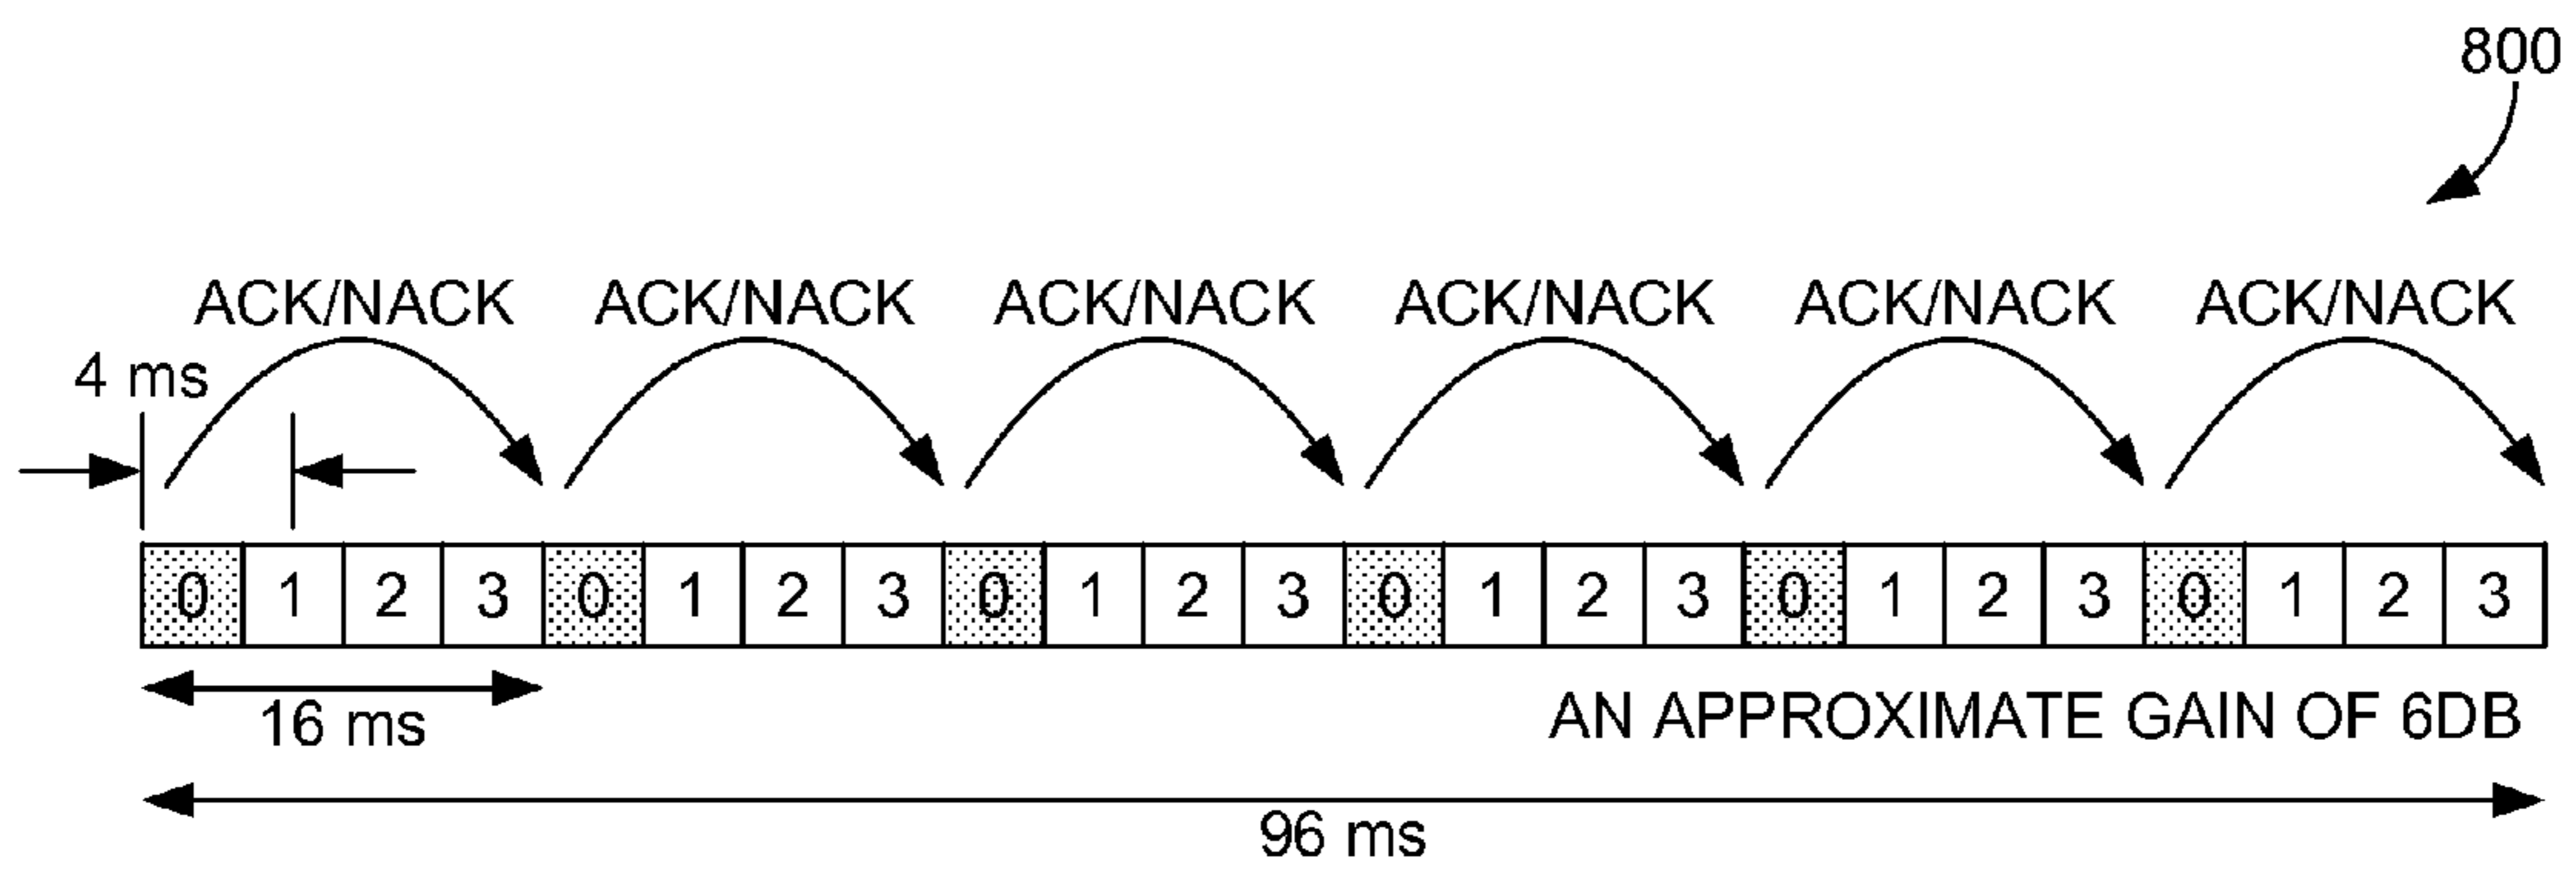 800
ACK/NACK ACK/NACK ACK/NACK ACK/NACK ACK/NACK ACK/NACK
4 ms
0 1 2 3 0 1 2 3 0 1 2 3 0 1 2 3 0 1 2 3 0 1 2 3
16 ms
AN APPROXIMATE GAIN OF 6DB
96 ms